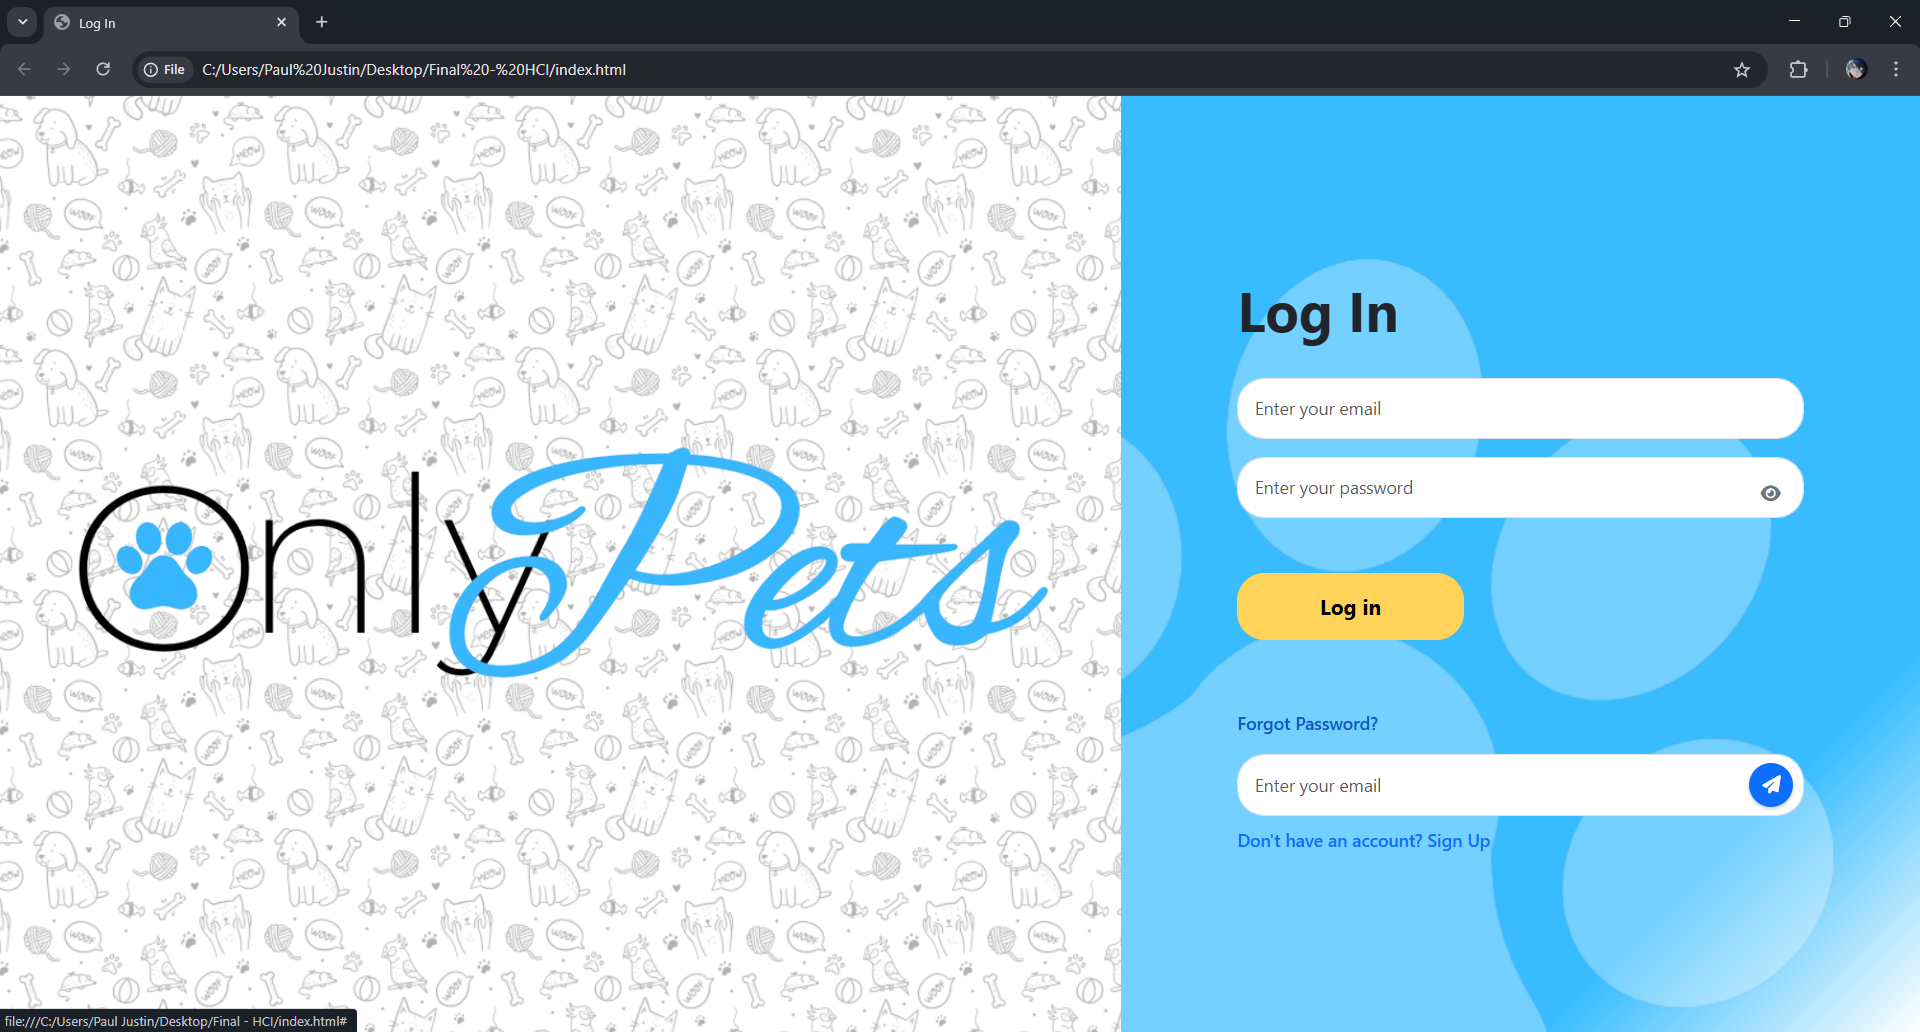 Log In
File
C:/Users/Paul%20Justin/Desktop/Final%20-%20HCI/index.html
OnlyPets
MEOW
WOOF
Log In
Enter your email
Enter your password
Log in
Forgot Password?
Enter your email
Don't have an account? Sign Up
file:///C:/Users/Paul Justin/Desktop/Final - HCI/index.html#